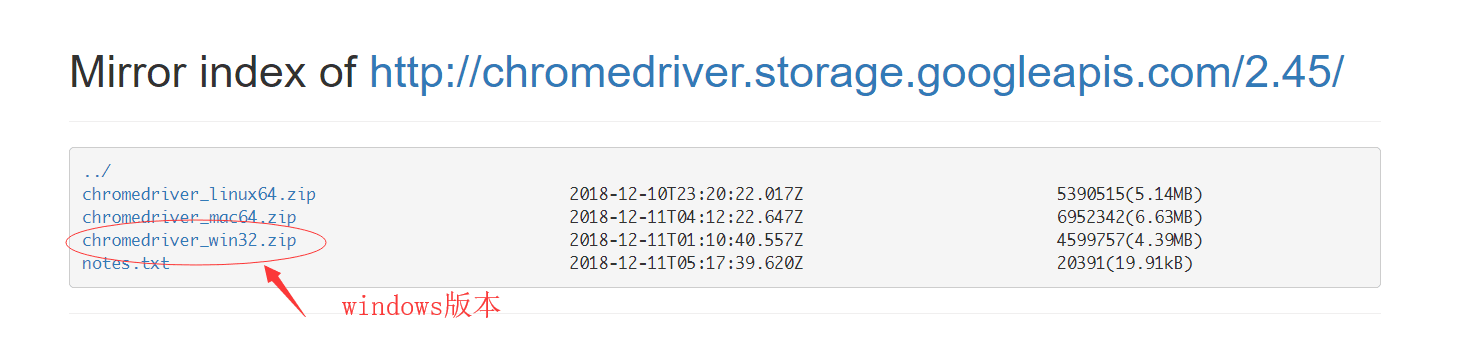 Mirror index of http://chromedriver.storage.googleapis.com/2.45/
../
chromedriver_linux64.zip 2018-12-10T23:20:22.017Z 5390515(5.14MB)
chromedriver_mac64.zip 2018-12-11T04:12:22.647Z 6952342(6.63MB)
chromedriver_win32.zip 2018-12-11T01:10:40.557Z 4599757(4.39MB)
notes.txt 2018-12-11T05:17:39.620Z 20391(19.91kB)
windows版本